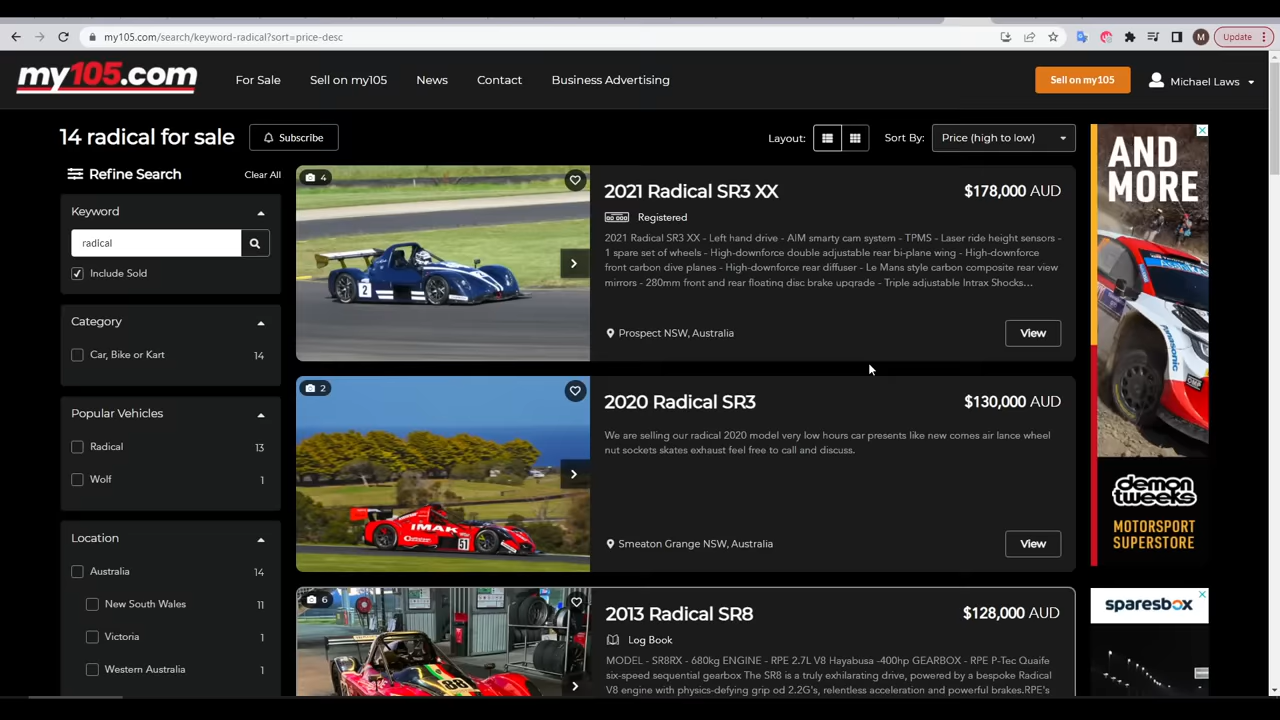 my105.com/search/keyword-radical?sort=price-desc
M
Update
my105.com
For Sale
Sell on my105
News
Contact
Business Advertising
Sell on my105
Michael Laws
14 radical for sale
Subscribe
Layout:
Sort By:
Price (high to low)
Refine Search
Clear All
Keyword
radical
Include Sold
Category
Car, Bike or Kart
14
Popular Vehicles
Radical
13
Wolf
1
Location
Australia
14
New South Wales
11
Victoria
1
Western Australia
1
4
2
2021 Radical SR3 XX
$178,000 AUD
Registered
2021 Radical SR3 XX - Left hand drive - AIM smarty cam system - TPMS - Laser ride height sensors -
1 spare set of wheels - High-downforce double adjustable rear bi-plane wing - High-downforce
front carbon dive planes - High-downforce rear diffuser - Le Mans style carbon composite rear view
mirrors - 280mm front and rear floating disc brake upgrade - Triple adjustable Intrax Shocks...
Prospect NSW, Australia
View
2
IMAK
51
2020 Radical SR3
$130,000 AUD
We are selling our radical 2020 model very low hours car presents like new comes air lance wheel
nut sockets skates exhaust feel free to call and discuss.
Smeaton Grange NSW, Australia
View
6
88
2013 Radical SR8
$128,000 AUD
Log Book
MODEL - SR8RX - 680kg ENGINE - RPE 2.7L V8 Hayabusa -400hp GEARBOX - RPE P-Tec Quaife
six-speed sequential gearbox The SR8 is a truly exhilarating drive, powered by a bespoke Radical
V8 engine with physics-defying grip od 2.2G's, relentless acceleration and powerful brakes.RPE's
AND
MORE
Panasonic
demon
tweeks
MOTORSPORT
SUPERSTORE
sparesbox